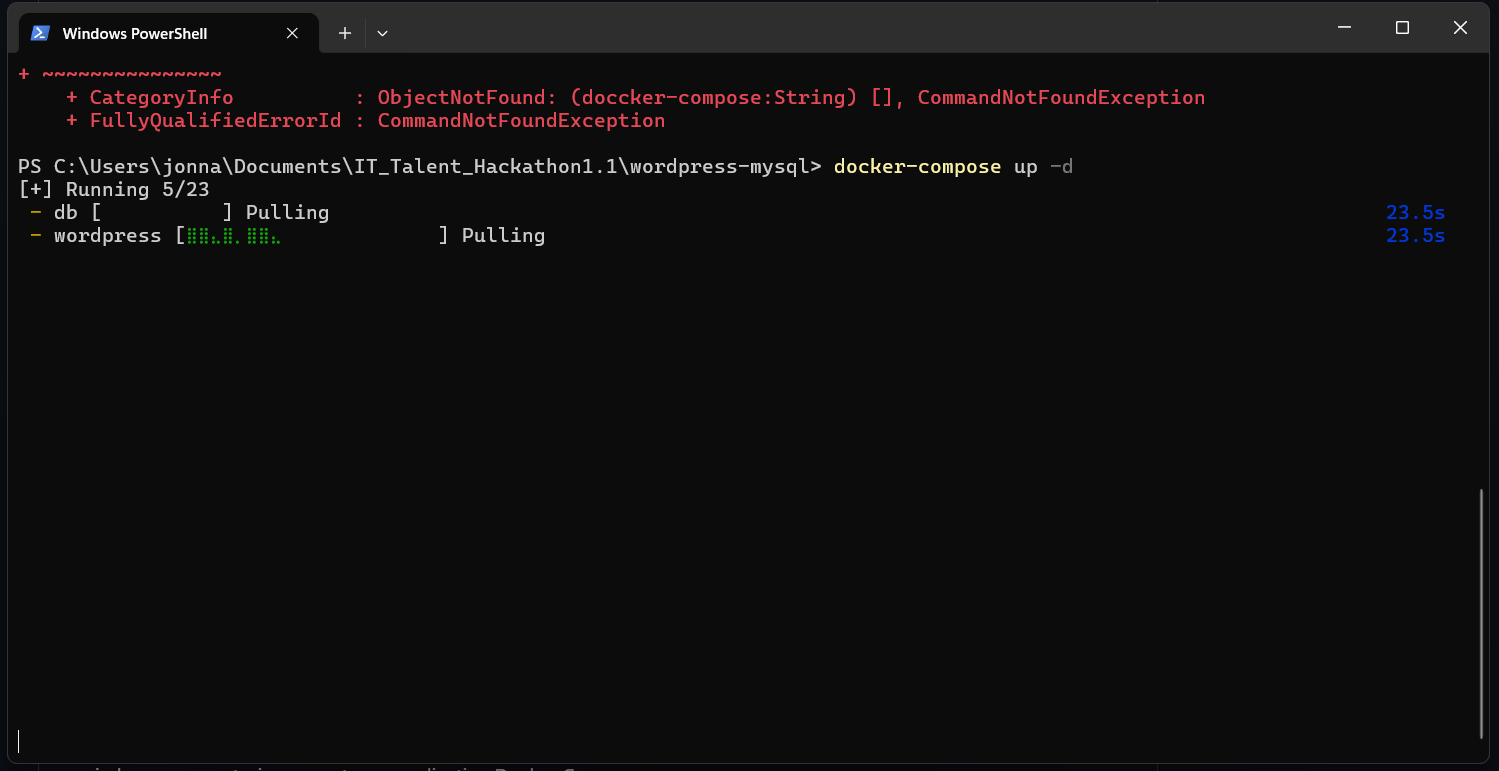 Windows PowerShell
+ ~~~~~~~~~~~~~~~
+ CategoryInfo : ObjectNotFound: (doccker-compose:String) [], CommandNotFoundException
+ FullyQualifiedErrorId : CommandNotFoundException
PS C:\Users\jonna\Documents\IT_Talent_Hackathon1.1\wordpress-mysql> docker-compose up -d
[+] Running 5/23
- db [ ] Pulling 23.5s
- wordpress [⣿⣿⣄⣿⡀⣿⣿⣄ ] Pulling 23.5s